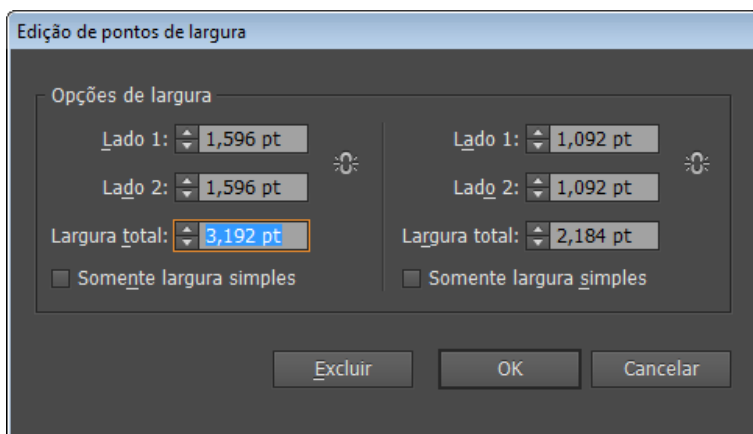 Edição de pontos de largura
Opções de largura
Lado 1: 1,596 pt
Lado 2: 1,596 pt
Largura total: 3,192 pt
Somente largura simples
Lado 1: 1,092 pt
Lado 2: 1,092 pt
Largura total: 2,184 pt
Somente largura simples
Excluir OK Cancelar